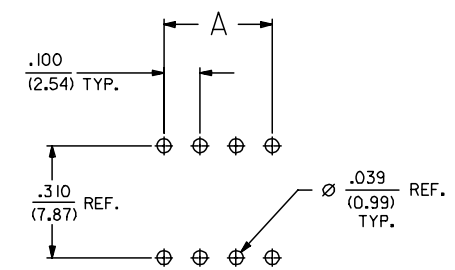 A
.100
(2.54) TYP.
.310
(7.87) REF.
Ø .039
(0.99) REF.
TYP.